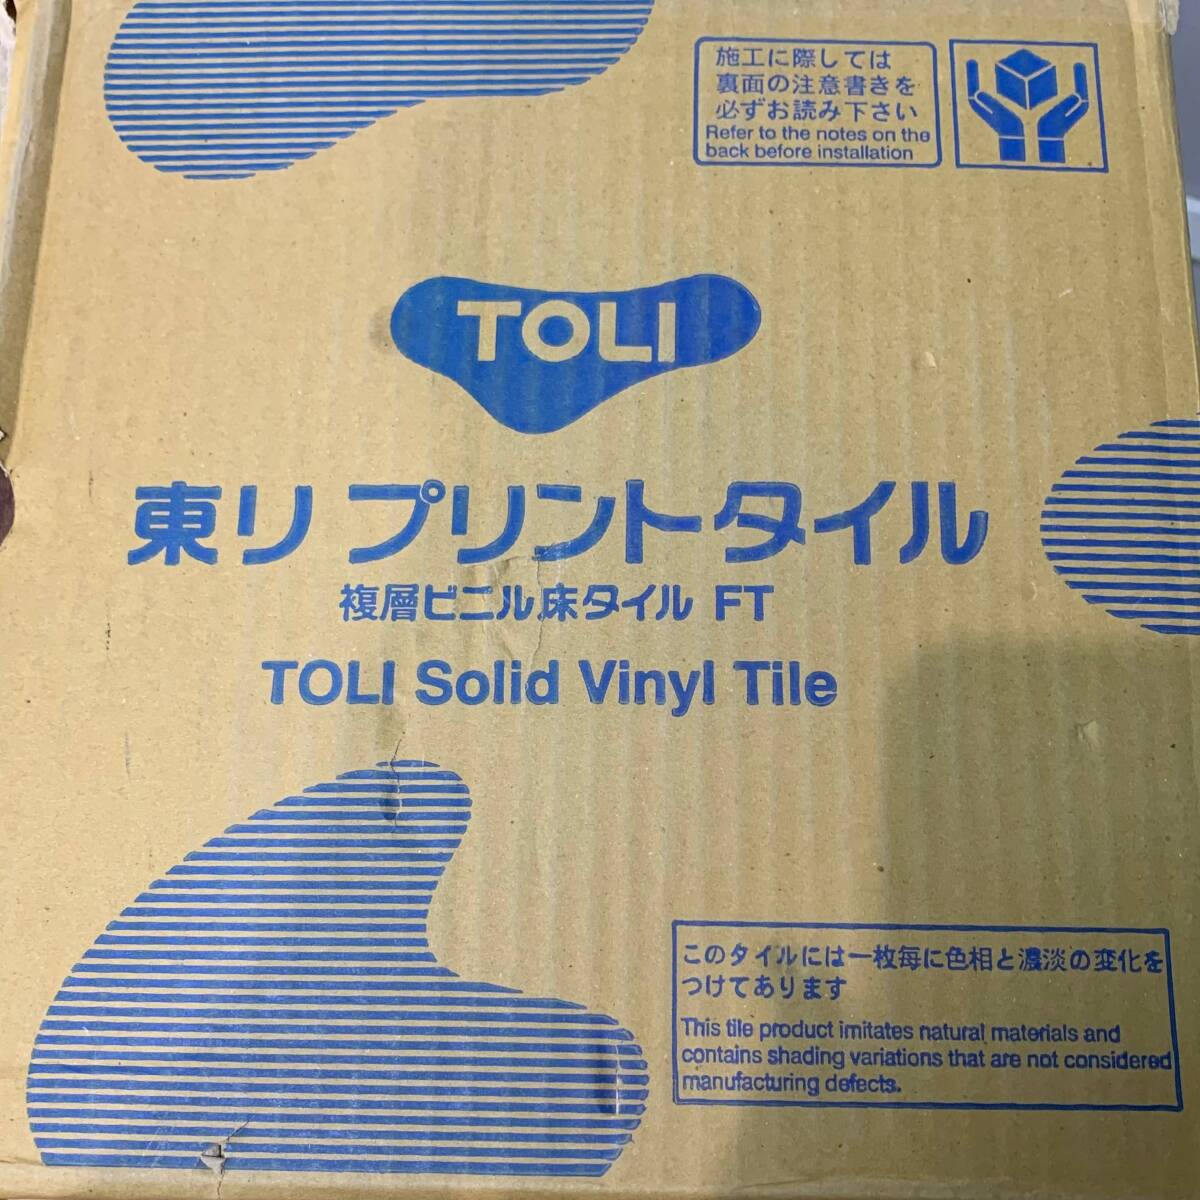 施工に際しては
裏面の注意書きを
必ずお読み下さい
Refer to the notes on the
back before installation
TOLI
東リ プリントタイル
複層ビニル床タイル FT
TOLI Solid Vinyl Tile
このタイルには一枚毎に色相と濃淡の変化を
つけてあります
This tile product imitates natural materials and
contains shading variations that are not considered
manufacturing defects.